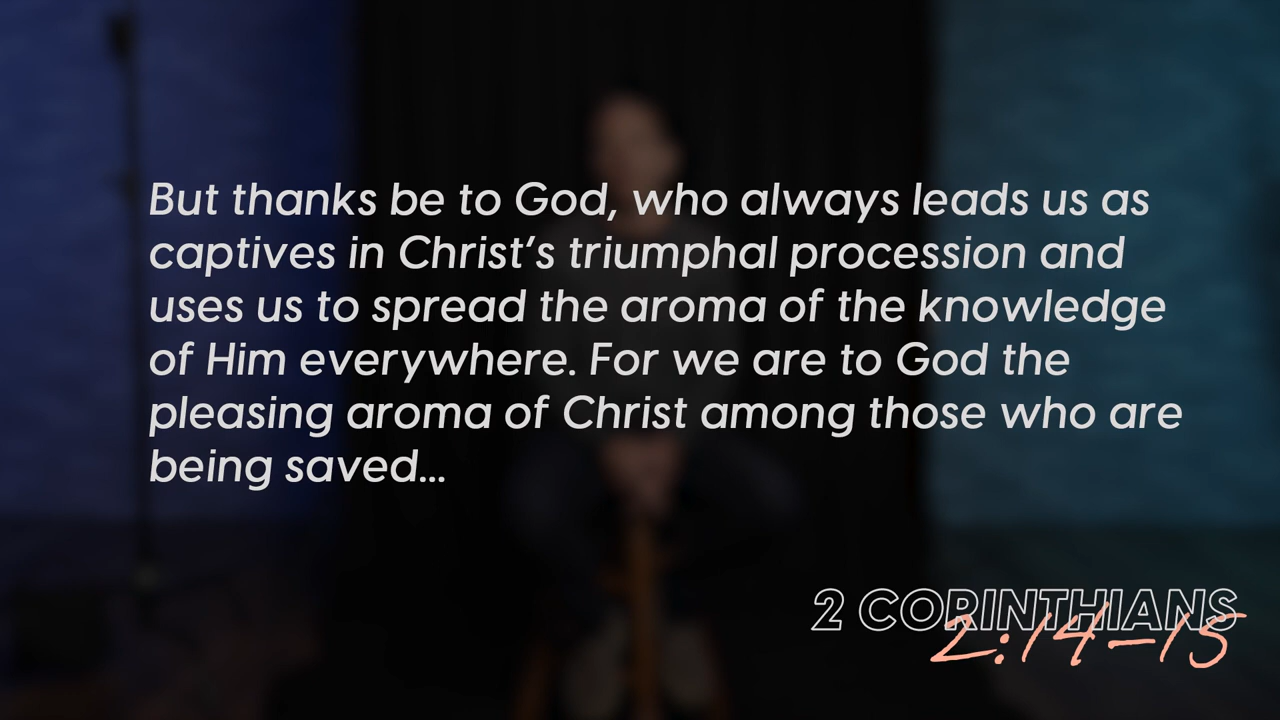 But thanks be to God, who always leads us as
captives in Christ’s triumphal procession and
uses us to spread the aroma of the knowledge
of Him everywhere. For we are to God the
pleasing aroma of Christ among those who are
being saved...
2 CORINTHIANS
2:14–15